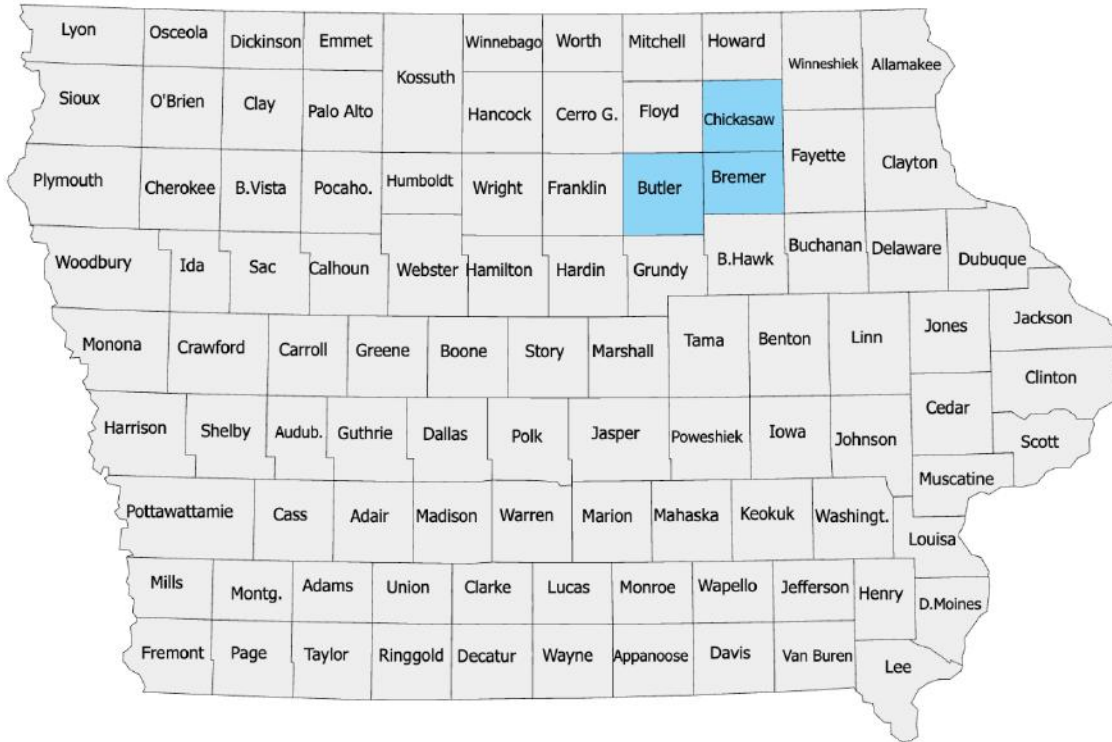 Lyon
Osceola
Dickinson
Emmet
Kossuth
Winnebago
Worth
Mitchell
Howard
Winneshiek
Allamakee
Sioux
O'Brien
Clay
Palo Alto
Hancock
Cerro G.
Floyd
Chickasaw
Fayette
Clayton
Plymouth
Cherokee
B.Vista
Pocaho.
Humboldt
Wright
Franklin
Butler
Bremer
Woodbury
Ida
Sac
Calhoun
Webster
Hamilton
Hardin
Grundy
B.Hawk
Buchanan
Delaware
Dubuque
Monona
Crawford
Carroll
Greene
Boone
Story
Marshall
Tama
Benton
Linn
Jones
Jackson
Clinton
Harrison
Shelby
Audub.
Guthrie
Dallas
Polk
Jasper
Poweshiek
Iowa
Johnson
Cedar
Scott
Muscatine
Pottawattamie
Cass
Adair
Madison
Warren
Marion
Mahaska
Keokuk
Washingt.
Louisa
Mills
Montg.
Adams
Union
Clarke
Lucas
Monroe
Wapello
Jefferson
Henry
D.Moines
Fremont
Page
Taylor
Ringgold
Decatur
Wayne
Appanoose
Davis
Van Buren
Lee